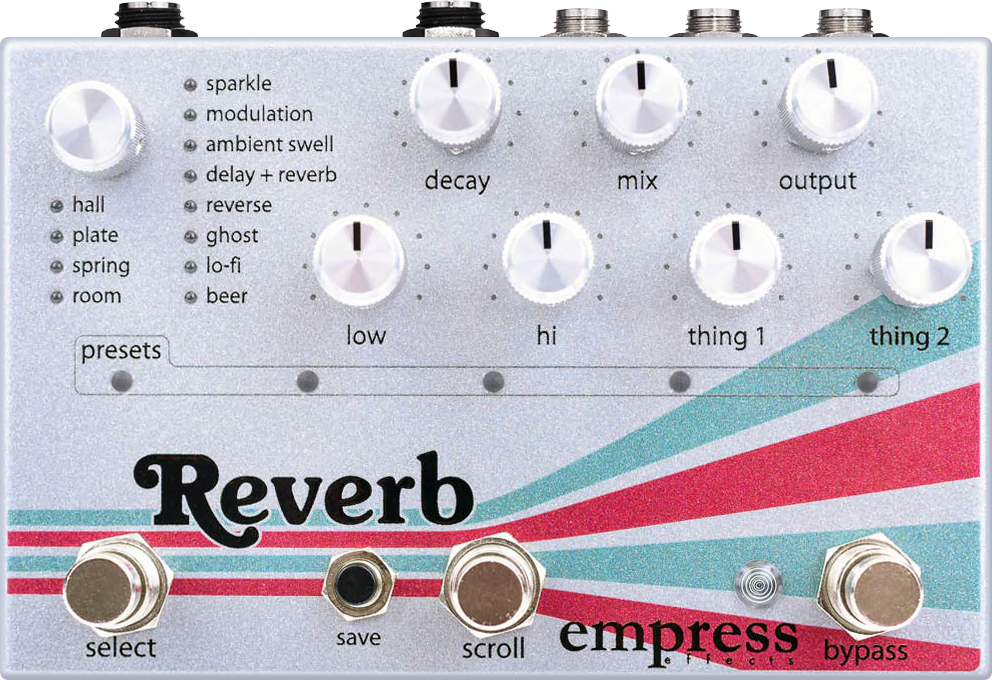 sparkle
modulation
ambient swell
delay + reverb
hall
reverse
plate
ghost
spring
lo-fi
room
beer
decay
mix
output
low
hi
thing 1
thing 2
presets
Reverb
select
save
scroll
empress
effects
bypass